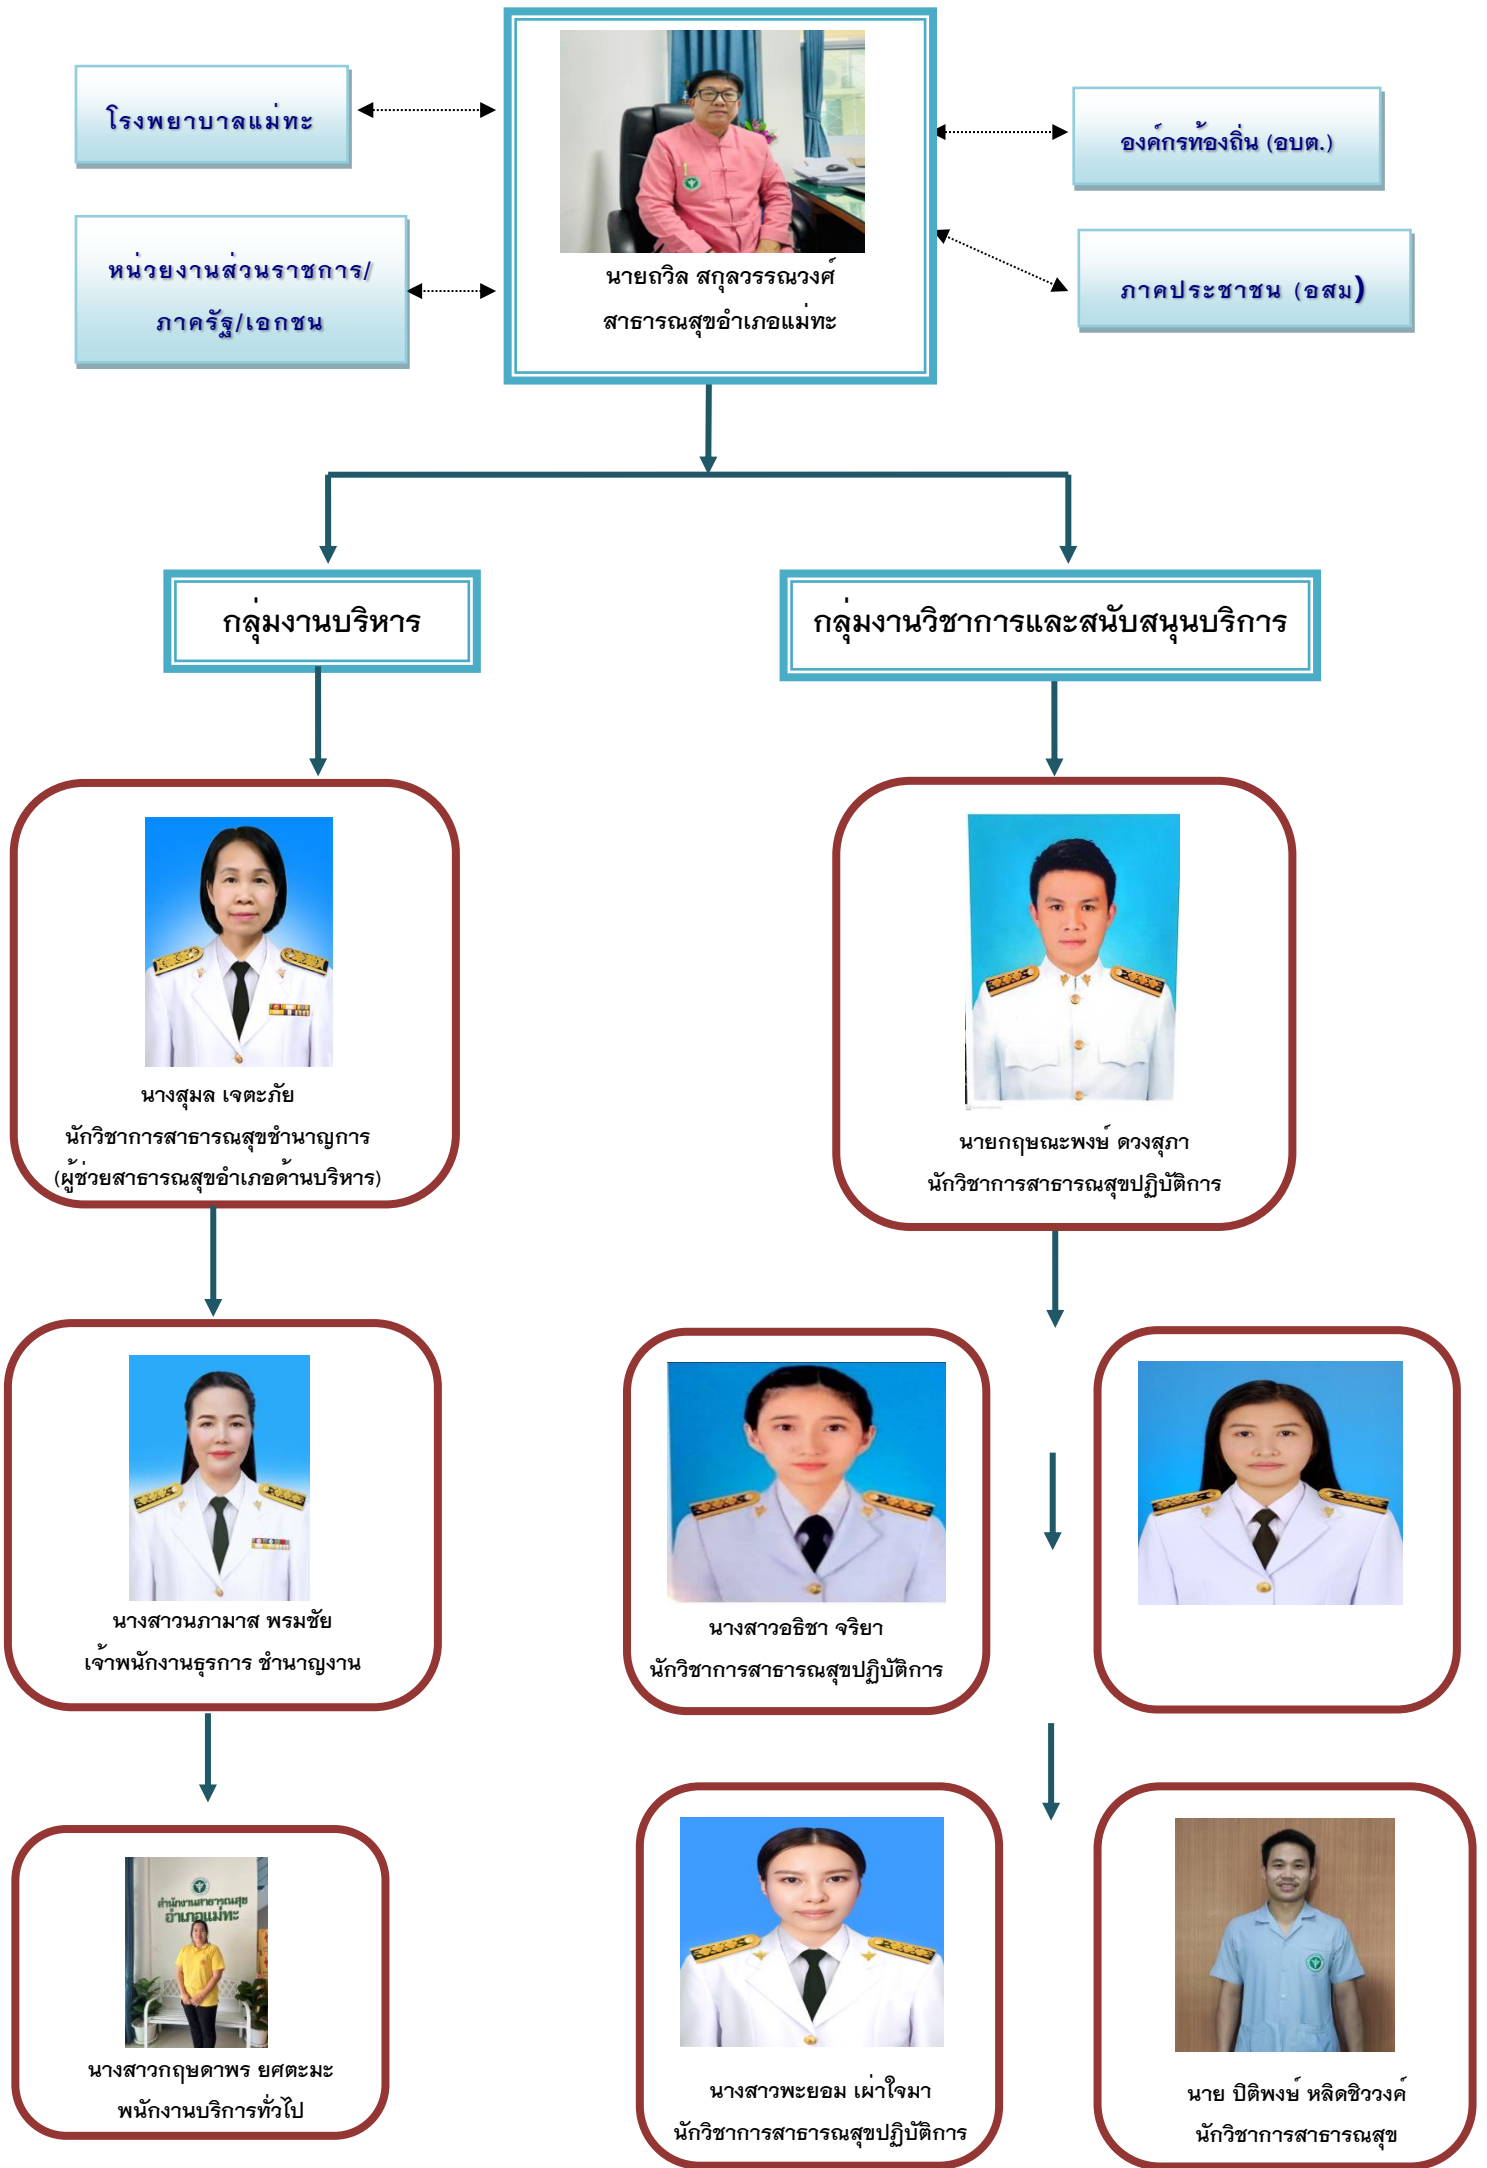 โรงพยาบาลแม่ทะ
องค์กรท้องถิ่น (อบต.)
หน่วยงานส่วนราชการ/
ภาครัฐ/เอกชน
ภาคประชาชน (อสม)
นายถวิล สกุลวรรณวงศ์
สาธารณสุขอำเภอแม่ทะ
กลุ่มงานบริหาร
กลุ่มงานวิชาการและสนับสนุนบริการ
นางสุมล เจตะภัย
นักวิชาการสาธารณสุขชำนาญการ
(ผู้ช่วยสาธารณสุขอำเภอด้านบริหาร)
นายกฤษณะพงษ์ ดวงสุภา
นักวิชาการสาธารณสุขปฏิบัติการ
นางสาวนภามาส พรมชัย
เจ้าพนักงานธุรการ ชำนาญงาน
นางสาวอธิชา จริยา
นักวิชาการสาธารณสุขปฏิบัติการ
สำนักงานสาธารณสุข
อำเภอแม่ทะ
นางสาวกฤษดาพร ยศตะมะ
พนักงานบริการทั่วไป
นางสาวพะยอม เผ่าใจมา
นักวิชาการสาธารณสุขปฏิบัติการ
นาย ปิติพงษ์ หลิดชิววงค์
นักวิชาการสาธารณสุข